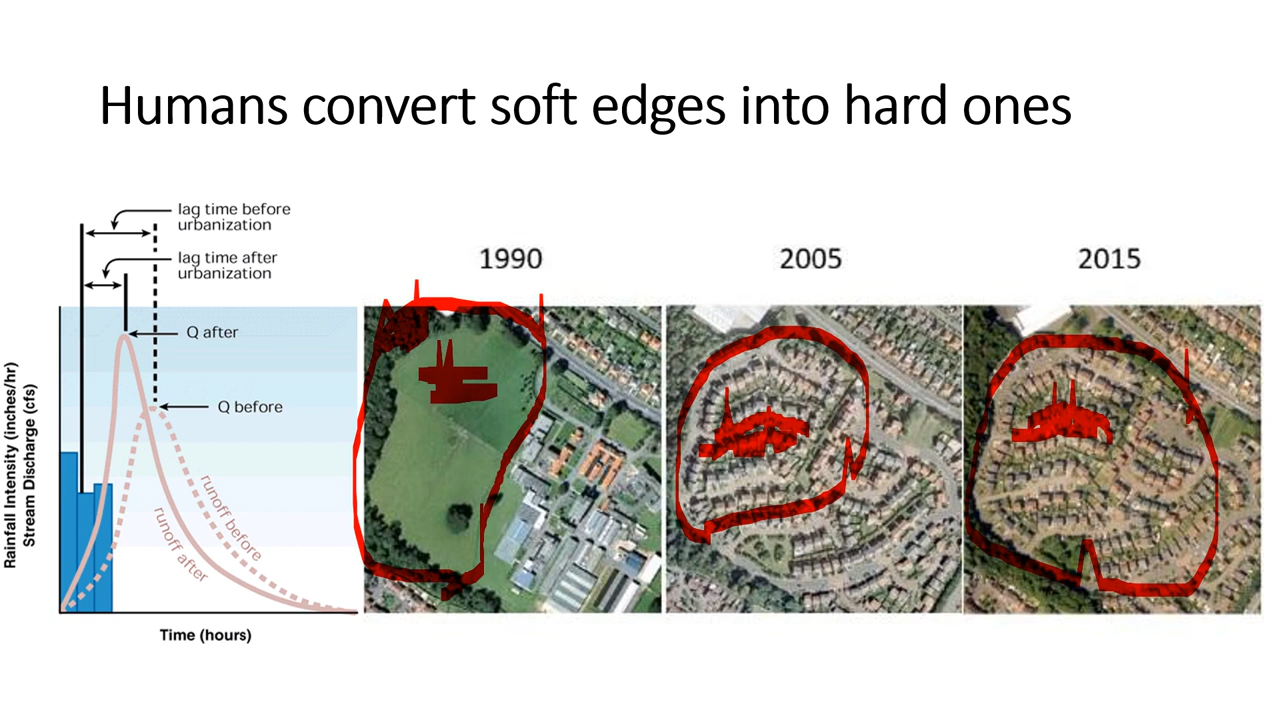 Humans convert soft edges into hard ones
lag time before
urbanization
lag time after
urbanization
Q after
Q before
runoff before
runoff after
Rainfall Intensity (inches/hr)
Stream Discharge (cfs)
Time (hours)
1990
2005
2015